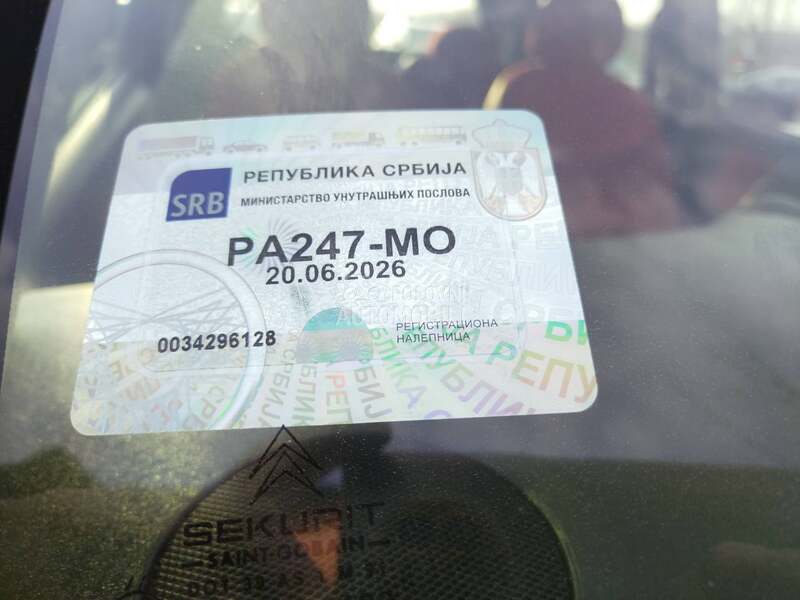 РЕПУБЛИКА СРБИЈА
SRB
МИНИСТАРСТВО УНУТРАШЊИХ ПОСЛОВА
PA247-MO
20.06.2026
0034296128
РЕГИСТРАЦИОНА
НАЛЕПНИЦА
SEKURIT
SAINT-GOBAIN